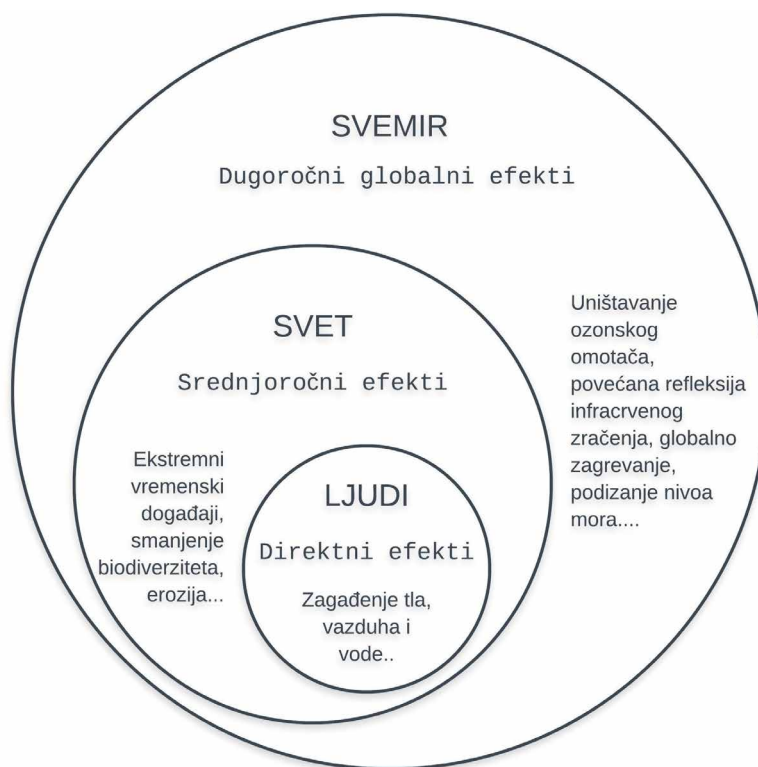 SVEMIR
Dugoročni globalni efekti
Uništavanje
ozonskog
omotača,
povećana refleksija
infracrvenog
zračenja, globalno
zagrevanje,
podizanje nivoa
mora....
SVET
Srednjoročni efekti
Ekstremni
vremenski
događaji,
smanjenje
biodiverziteta,
erozija...
LJUDI
Direktni efekti
Zagađenje tla,
vazduha i
vode..